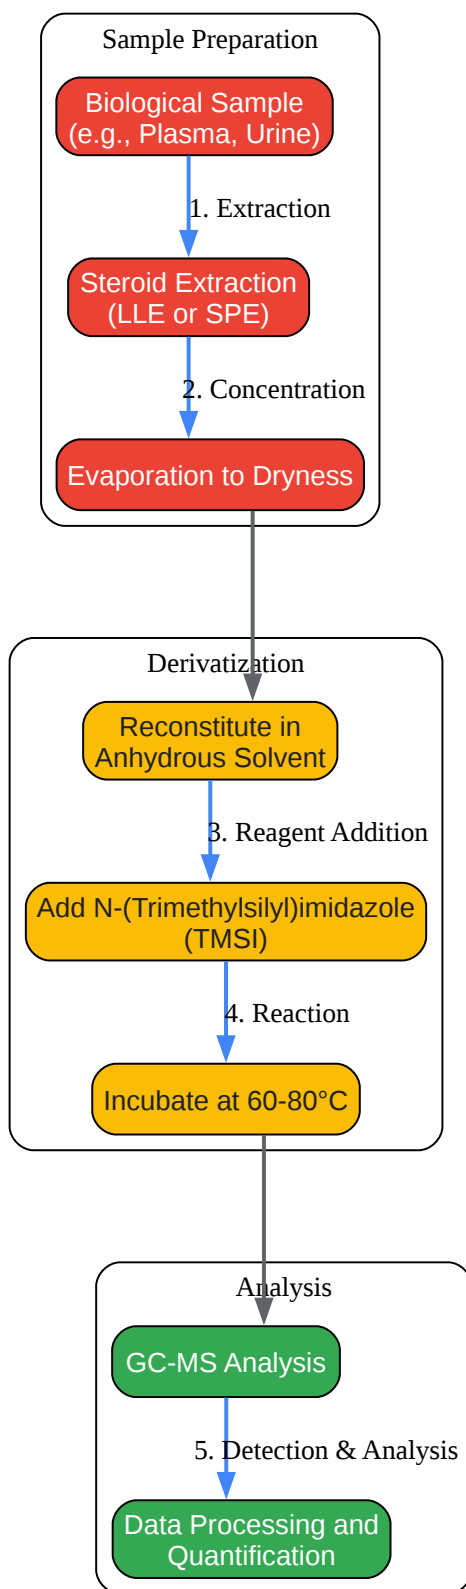 Sample Preparation
Biological Sample
(e.g., Plasma, Urine)
1. Extraction
Steroid Extraction
(LLE or SPE)
2. Concentration
Evaporation to Dryness
Derivatization
Reconstitute in
Anhydrous Solvent
3. Reagent Addition
Add N-(Trimethylsilyl)imidazole
(TMSI)
4. Reaction
Incubate at 60-80°C
Analysis
GC-MS Analysis
5. Detection & Analysis
Data Processing and
Quantification